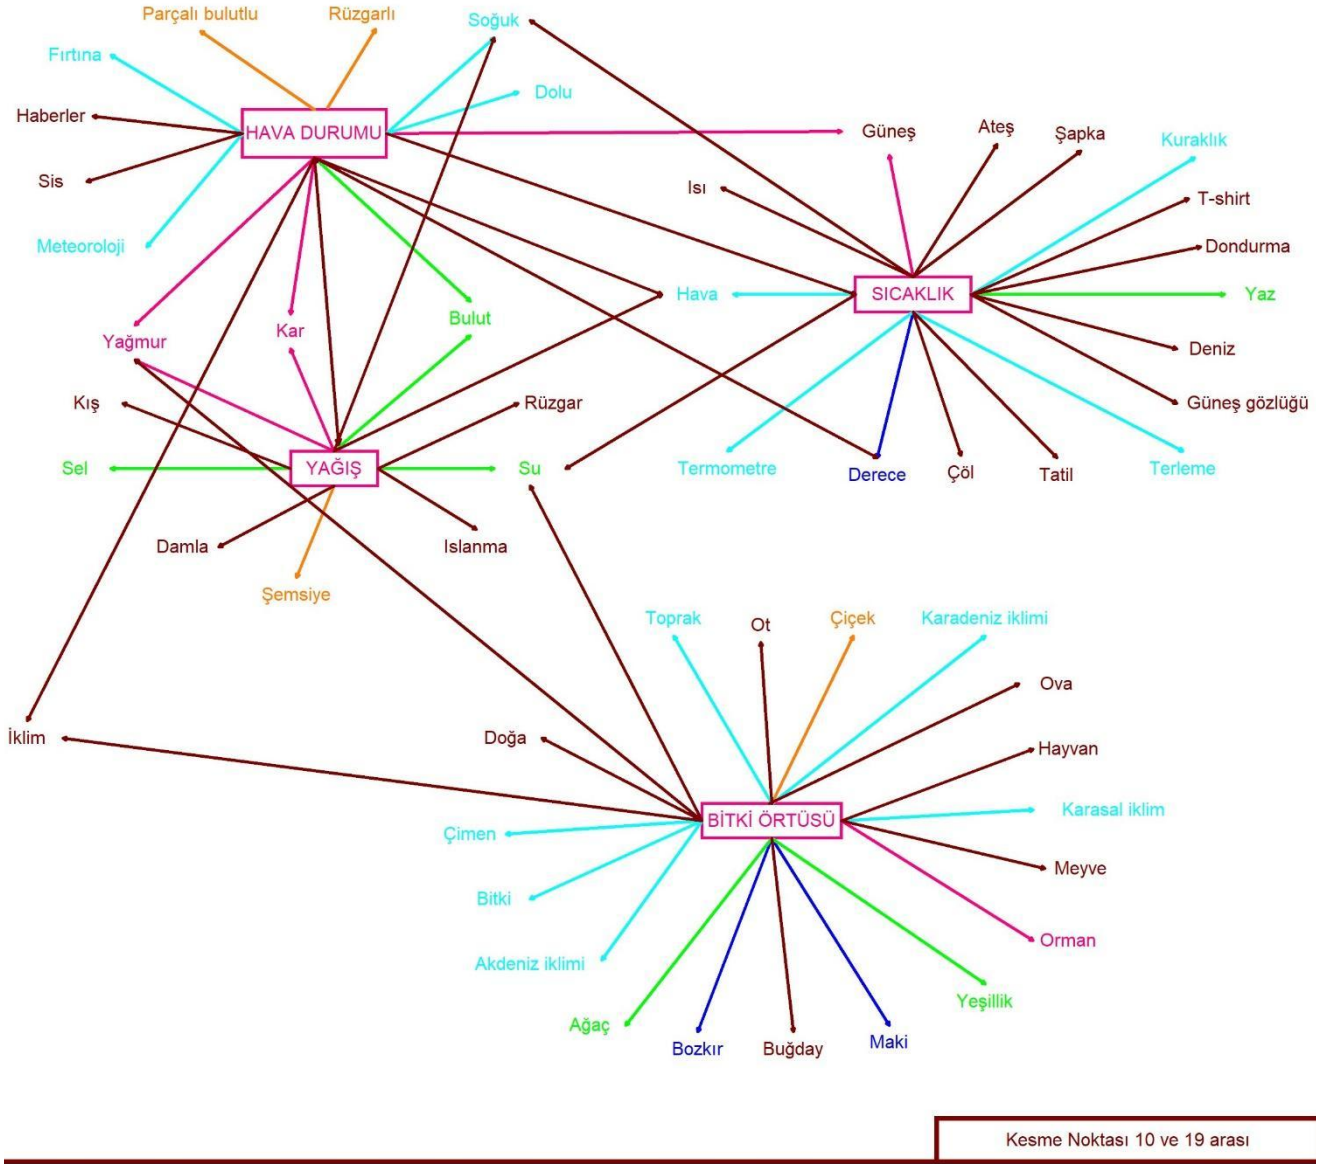 Parçalı bulutlu
Rüzgarlı
Soğuk
Fırtına
Dolu
Haberler
HAVA DURUMU
Güneş
Ateş
Şapka
Kuraklık
Sis
Isı
T-shirt
Meteoroloji
Dondurma
Hava
SICAKLIK
Yaz
Yağmur
Kar
Bulut
Deniz
Kış
Rüzgar
Güneş gözlüğü
Sel
YAĞIŞ
Su
Termometre
Derece
Çöl
Tatil
Terleme
Damla
Islanma
Şemsiye
Toprak
Ot
Çiçek
Karadeniz iklimi
Ova
İklim
Doğa
Hayvan
Çimen
BİTKİ ÖRTÜSÜ
Karasal iklim
Meyve
Bitki
Orman
Akdeniz iklimi
Yeşillik
Ağaç
Bozkır
Buğday
Maki
Kesme Noktası 10 ve 19 arası